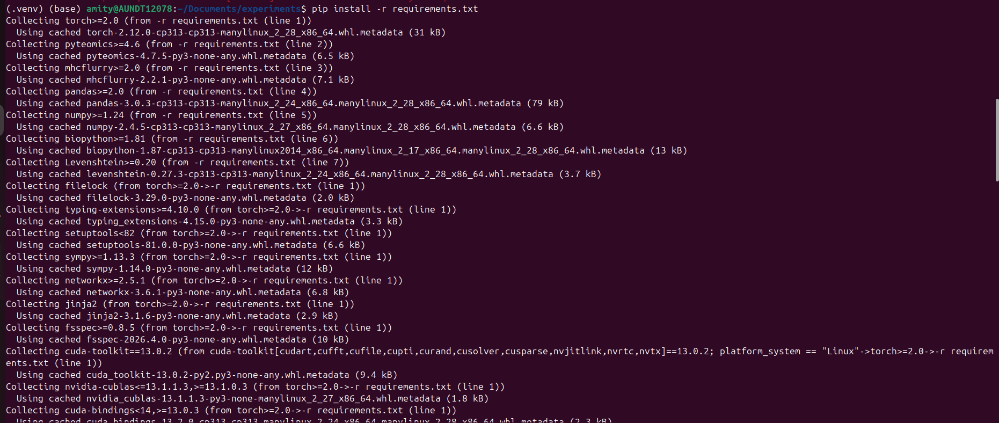 (.venv) (base) amity@AUNDT12078:~/Documents/experiments$ pip install -r requirements.txt
Collecting torch>=2.0 (from -r requirements.txt (line 1))
  Using cached torch-2.12.0-cp313-cp313-manylinux_2_28_x86_64.whl.metadata (31 kB)
Collecting pyteomics>=4.6 (from -r requirements.txt (line 2))
  Using cached pyteomics-4.7.5-py3-none-any.whl.metadata (6.5 kB)
Collecting mhcflurry>=2.0 (from -r requirements.txt (line 3))
  Using cached mhcflurry-2.2.1-py3-none-any.whl.metadata (7.1 kB)
Collecting pandas>=2.0 (from -r requirements.txt (line 4))
  Using cached pandas-3.0.3-cp313-cp313-manylinux_2_24_x86_64.manylinux_2_28_x86_64.whl.metadata (79 kB)
Collecting numpy>=1.24 (from -r requirements.txt (line 5))
  Using cached numpy-2.4.5-cp313-cp313-manylinux_2_27_x86_64.manylinux_2_28_x86_64.whl.metadata (6.6 kB)
Collecting biopython>=1.81 (from -r requirements.txt (line 6))
  Using cached biopython-1.87-cp313-cp313-manylinux2014_x86_64.manylinux_2_17_x86_64.manylinux_2_28_x86_64.whl.metadata (13 kB)
Collecting Levenshtein>=0.20 (from -r requirements.txt (line 7))
  Using cached levenshtein-0.27.3-cp313-cp313-manylinux_2_24_x86_64.manylinux_2_28_x86_64.whl.metadata (3.7 kB)
Collecting filelock (from torch>=2.0->-r requirements.txt (line 1))
  Using cached filelock-3.29.0-py3-none-any.whl.metadata (2.0 kB)
Collecting typing-extensions>=4.10.0 (from torch>=2.0->-r requirements.txt (line 1))
  Using cached typing_extensions-4.15.0-py3-none-any.whl.metadata (3.3 kB)
Collecting setuptools<82 (from torch>=2.0->-r requirements.txt (line 1))
  Using cached setuptools-81.0.0-py3-none-any.whl.metadata (6.6 kB)
Collecting sympy>=1.13.3 (from torch>=2.0->-r requirements.txt (line 1))
  Using cached sympy-1.14.0-py3-none-any.whl.metadata (12 kB)
Collecting networkx>=2.5.1 (from torch>=2.0->-r requirements.txt (line 1))
  Using cached networkx-3.6.1-py3-none-any.whl.metadata (6.8 kB)
Collecting jinja2 (from torch>=2.0->-r requirements.txt (line 1))
  Using cached jinja2-3.1.6-py3-none-any.whl.metadata (2.9 kB)
Collecting fsspec>=0.8.5 (from torch>=2.0->-r requirements.txt (line 1))
  Using cached fsspec-2026.4.0-py3-none-any.whl.metadata (10 kB)
Collecting cuda-toolkit==13.0.2 (from cuda-toolkit[cudart,cufft,cufile,cupti,curand,cusolver,cusparse,nvjitlink,nvrtc,nvtx]==13.0.2; platform_system == "Linux"->torch>=2.0->-r requirem
ents.txt (line 1))
  Using cached cuda_toolkit-13.0.2-py2.py3-none-any.whl.metadata (9.4 kB)
Collecting nvidia-cublas<=13.1.1.3,>=13.1.0.3 (from torch>=2.0->-r requirements.txt (line 1))
  Using cached nvidia_cublas-13.1.1.3-py3-none-manylinux_2_27_x86_64.whl.metadata (1.8 kB)
Collecting cuda-bindings<14,>=13.0.3 (from torch>=2.0->-r requirements.txt (line 1))
  Using cached cuda_bindings-13.2.0-cp313-cp313-manylinux_2_24_x86_64.manylinux_2_28_x86_64.whl.metadata (2.3 kB)